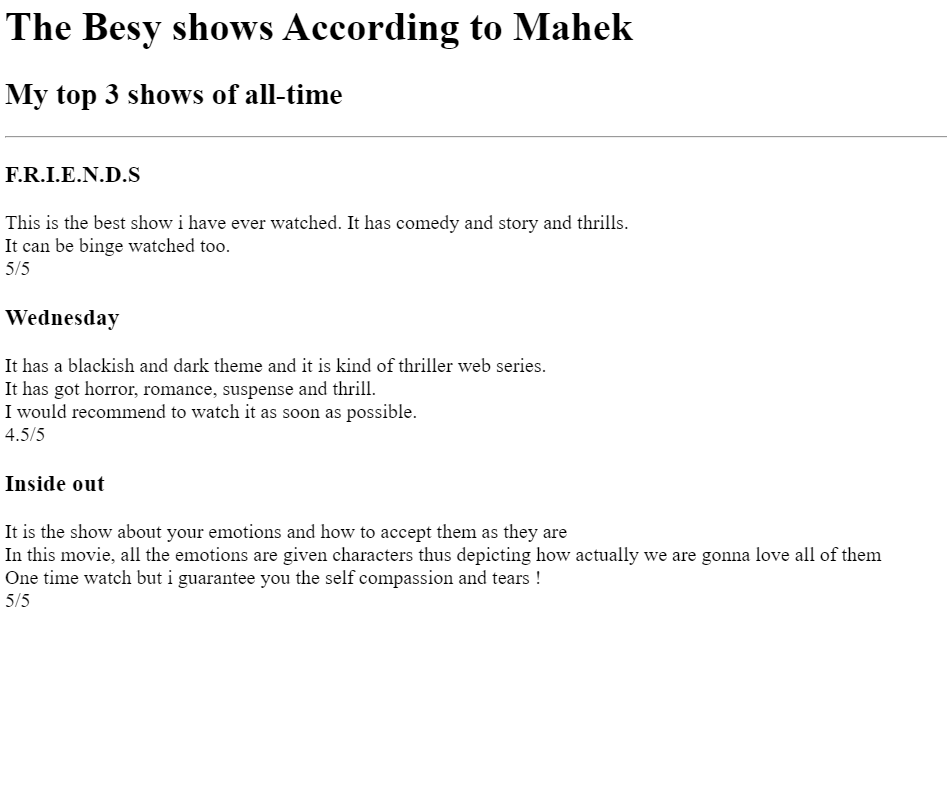 The Besy shows According to Mahek
My top 3 shows of all-time
F.R.I.E.N.D.S
This is the best show i have ever watched. It has comedy and story and thrills.
It can be binge watched too.
5/5
Wednesday
It has a blackish and dark theme and it is kind of thriller web series.
It has got horror, romance, suspense and thrill.
I would recommend to watch it as soon as possible.
4.5/5
Inside out
It is the show about your emotions and how to accept them as they are
In this movie, all the emotions are given characters thus depicting how actually we are gonna love all of them
One time watch but i guarantee you the self compassion and tears !
5/5